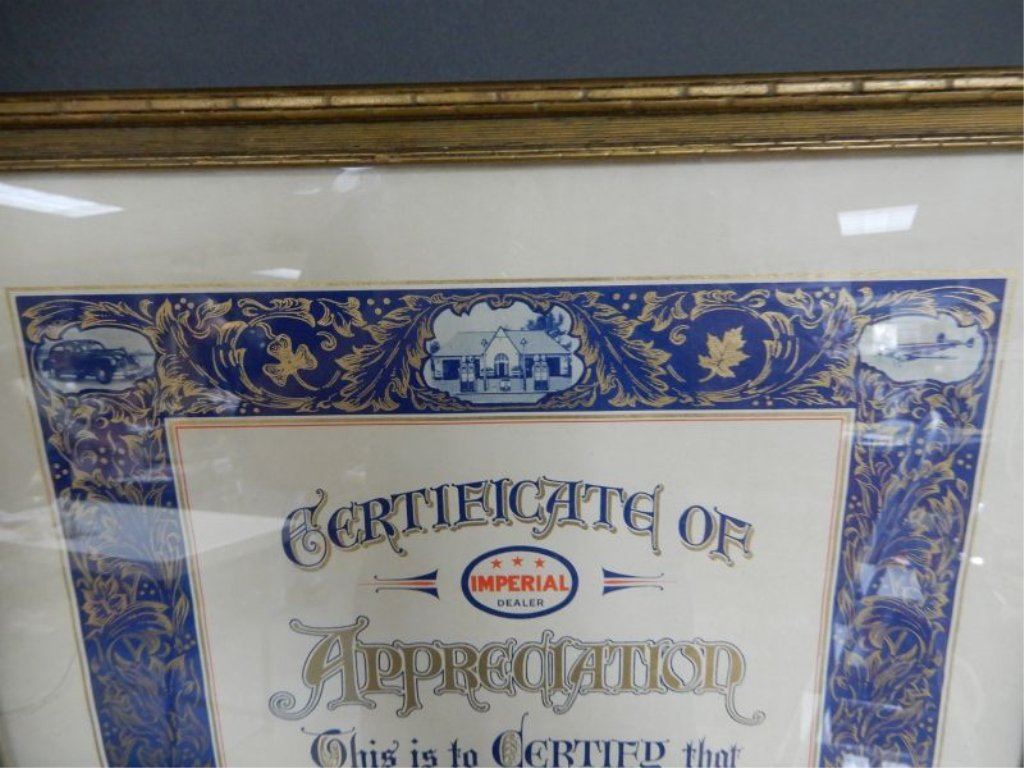 CERTIFICATE OF
IMPERIAL
DEALER
APPRECIATION
This is to CERTIFY that